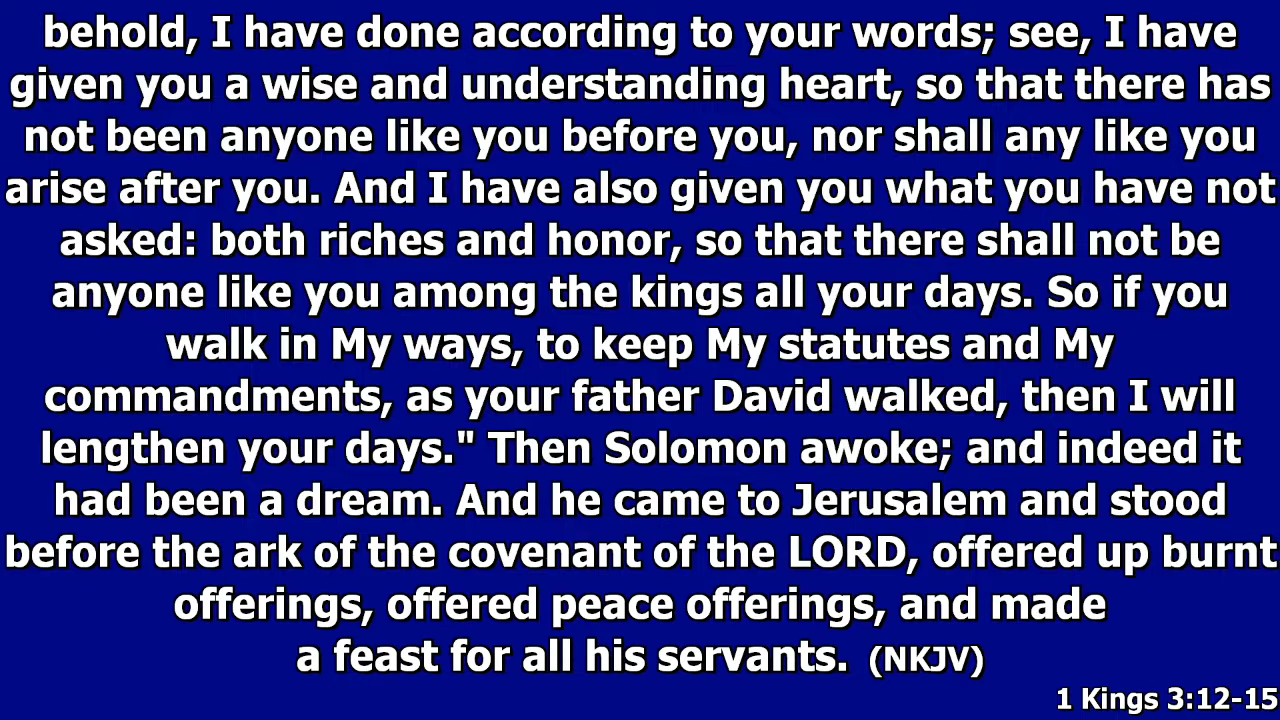 behold, I have done according to your words; see, I have
given you a wise and understanding heart, so that there has
not been anyone like you before you, nor shall any like you
arise after you. And I have also given you what you have not
asked: both riches and honor, so that there shall not be
anyone like you among the kings all your days. So if you
walk in My ways, to keep My statutes and My
commandments, as your father David walked, then I will
lengthen your days." Then Solomon awoke; and indeed it
had been a dream. And he came to Jerusalem and stood
before the ark of the covenant of the LORD, offered up burnt
offerings, offered peace offerings, and made
a feast for all his servants. (NKJV)
1 Kings 3:12-15